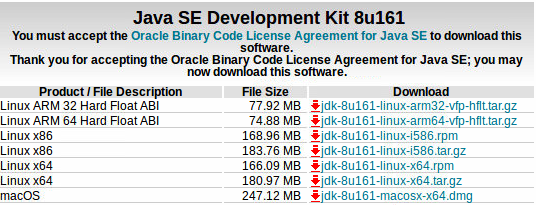 Java SE Development Kit 8u161
You must accept the Oracle Binary Code License Agreement for Java SE to download this
software.
Thank you for accepting the Oracle Binary Code License Agreement for Java SE; you may
now download this software.
Product / File Description File Size Download
Linux ARM 32 Hard Float ABI 77.92 MB jdk-8u161-linux-arm32-vfp-hflt.tar.gz
Linux ARM 64 Hard Float ABI 74.88 MB jdk-8u161-linux-arm64-vfp-hflt.tar.gz
Linux x86 168.96 MB jdk-8u161-linux-i586.rpm
Linux x86 183.76 MB jdk-8u161-linux-i586.tar.gz
Linux x64 166.09 MB jdk-8u161-linux-x64.rpm
Linux x64 180.97 MB jdk-8u161-linux-x64.tar.gz
macOS 247.12 MB jdk-8u161-macosx-x64.dmg